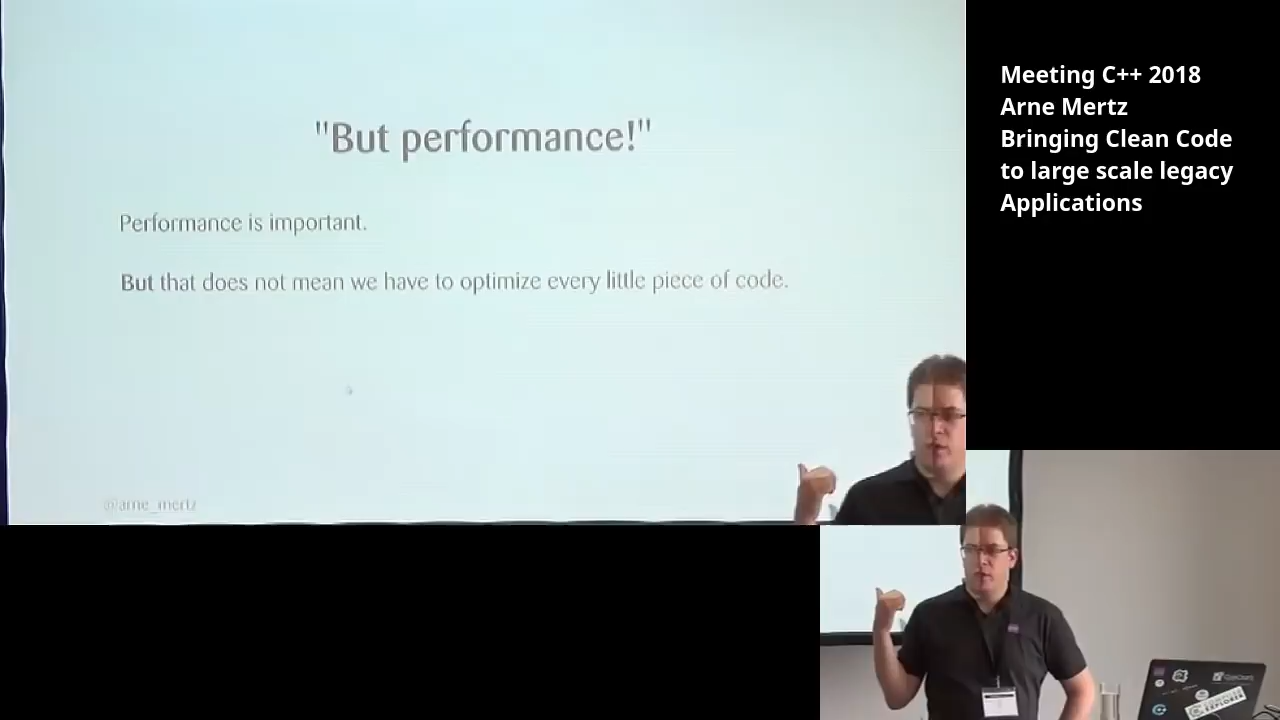 "But performance!"
Performance is important.
But that does not mean we have to optimize every little piece of code.
@arne_mertz
Meeting C++ 2018
Arne Mertz
Bringing Clean Code
to large scale legacy
Applications
EXPLORER